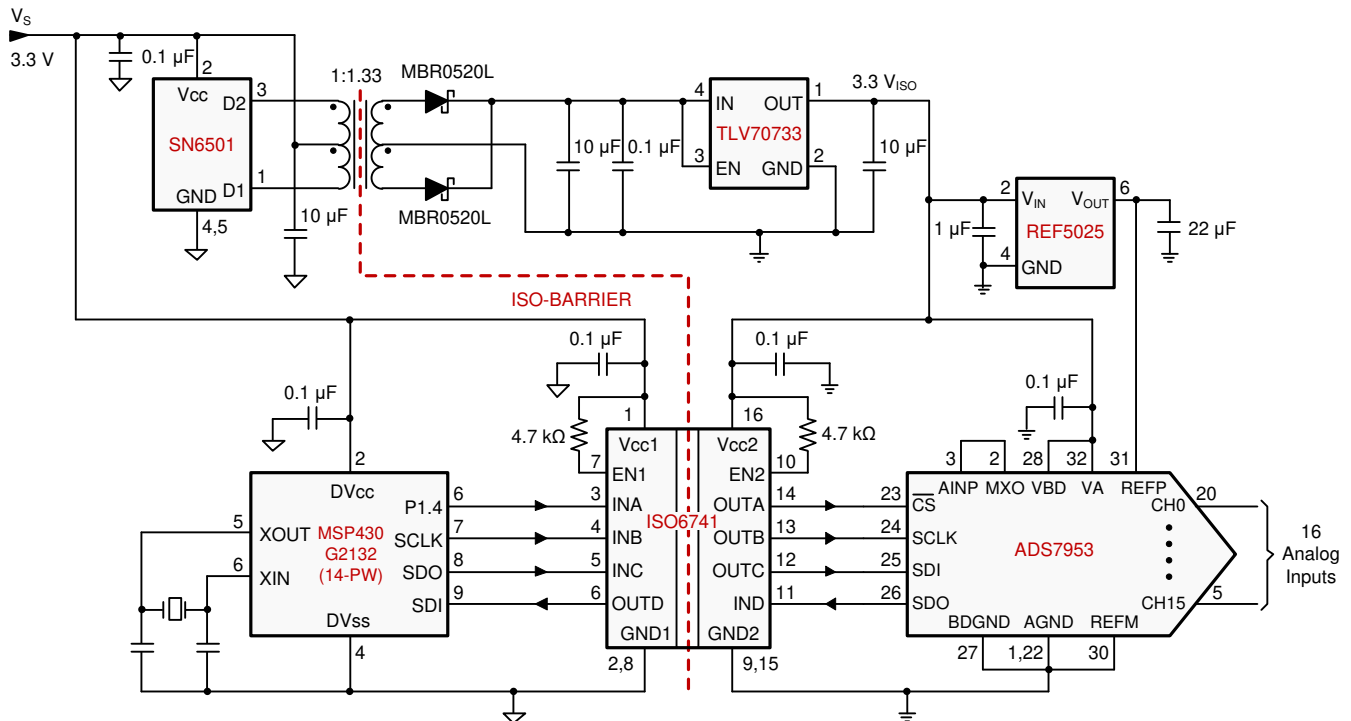 VS
3.3 V
0.1 µF
2
Vcc
D2
3
SN6501
D1
1
GND
4,5
10 µF
1:1.33
MBR0520L
MBR0520L
10 µF
0.1 µF
4
IN
OUT
1
TLV70733
3
EN
GND
2
3.3 VISO
10 µF
2
VIN
VOUT
6
REF5025
1 µF
4
GND
22 µF
ISO-BARRIER
0.1 µF
0.1 µF
0.1 µF
0.1 µF
4.7 kΩ
4.7 kΩ
2
DVcc
5
XOUT
6
XIN
MSP430
G2132
(14-PW)
P1.4
6
SCLK
7
SDO
8
SDI
9
DVss
4
1
Vcc1
7
EN1
3
INA
4
INB
5
INC
6
OUTD
GND1
2,8
ISO6741
16
Vcc2
EN2
10
OUTA
14
OUTB
13
OUTC
12
IND
11
GND2
9,15
3
2
28
32
31
AINP
MXO
VBD
VA
REFP
23
CS
24
SCLK
25
SDI
26
SDO
ADS7953
CH0
20
CH15
5
BDGND
AGND
REFM
27
1,22
30
16
Analog
Inputs